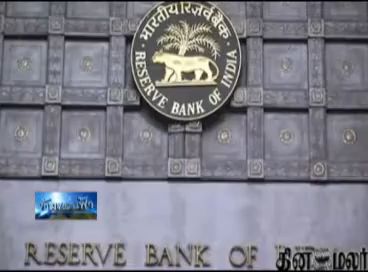 भारतीय रिज़र्व बैंक
RESERVE BANK OF INDIA
RESERVE BANK OF
தினமலர்